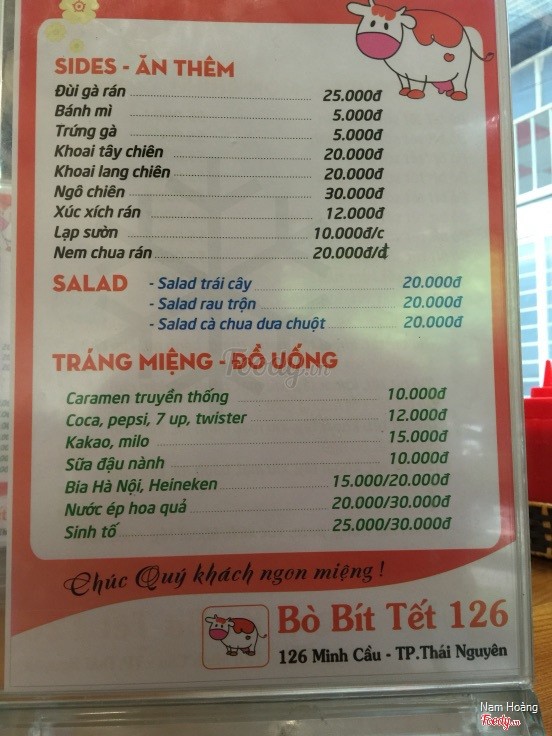 SIDES - ĂN THÊM
Đùi gà rán 25.000đ
Bánh mì 5.000đ
Trứng gà 5.000đ
Khoai tây chiên 20.000đ
Khoai lang chiên 20.000đ
Ngô chiên 30.000đ
Xúc xích rán 12.000đ
Lạp sườn 10.000đ/c
Nem chua rán 20.000đ/đ
SALAD - Salad trái cây 20.000đ
- Salad rau trộn 20.000đ
- Salad cà chua dưa chuột 20.000đ
TRÁNG MIỆNG - ĐỒ UỐNG
Foody.vn
Caramen truyền thống 10.000đ
Coca, pepsi, 7 up, twister 12.000đ
Kakao, milo 15.000đ
Sữa đậu nành 10.000đ
Bia Hà Nội, Heineken 15.000/20.000đ
Nước ép hoa quả 20.000/30.000đ
Sinh tố 25.000/30.000đ
Chúc Quý khách ngon miệng !
Bò Bít Tết 126
126 Minh Cầu - TP.Thái Nguyên
Nam Hoàng
Foody.vn